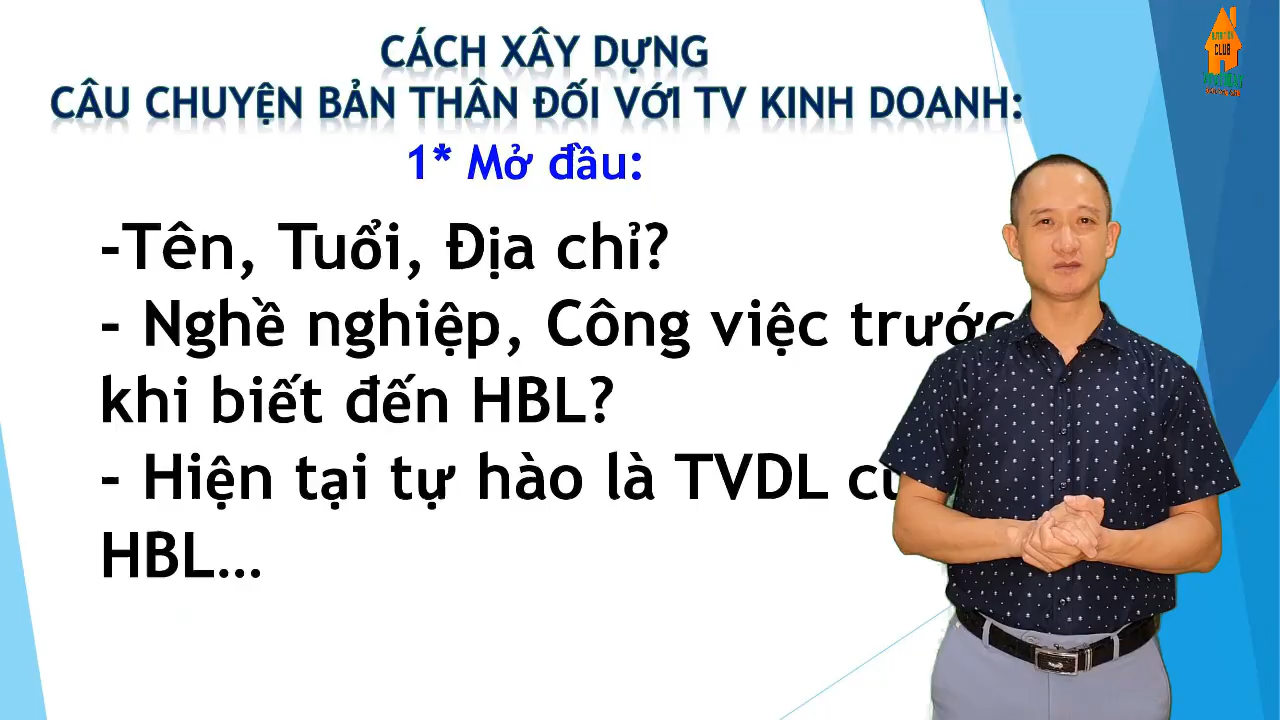 CÁCH XÂY DỰNG
CÂU CHUYỆN BẢN THÂN ĐỐI VỚI TV KINH DOANH:
1* Mở đầu:
-Tên, Tuổi, Địa chỉ?
- Nghề nghiệp, Công việc trước
khi biết đến HBL?
- Hiện tại tự hào là TVDL
HBL...
CLUB